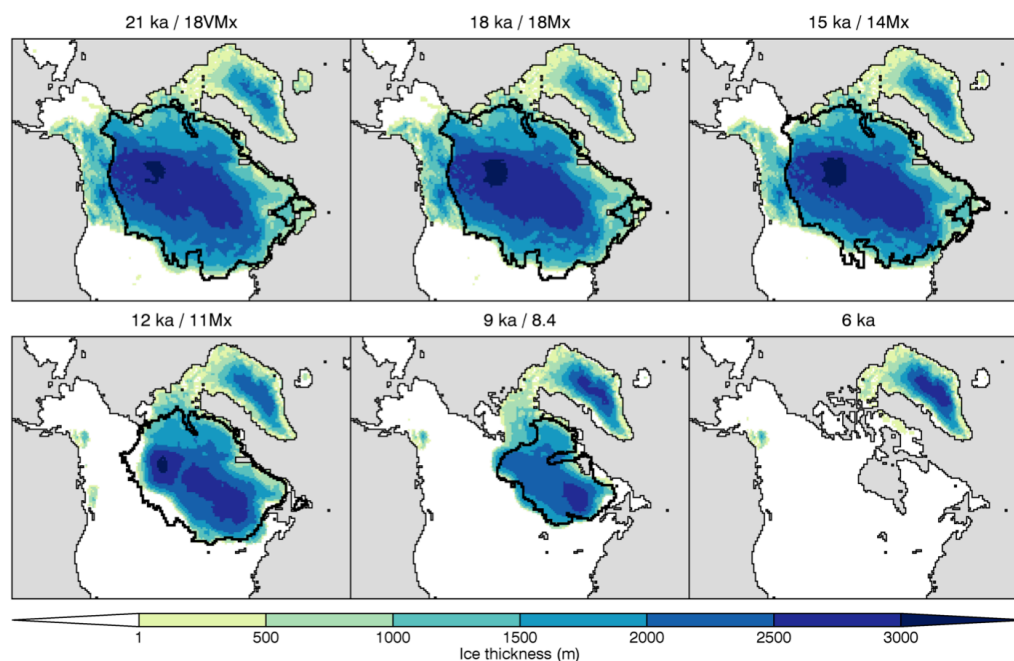 21 ka / 18VMx
18 ka / 18Mx
15 ka / 14Mx
12 ka / 11Mx
9 ka / 8.4
6 ka
1 500 1000 1500 2000 2500 3000
Ice thickness (m)